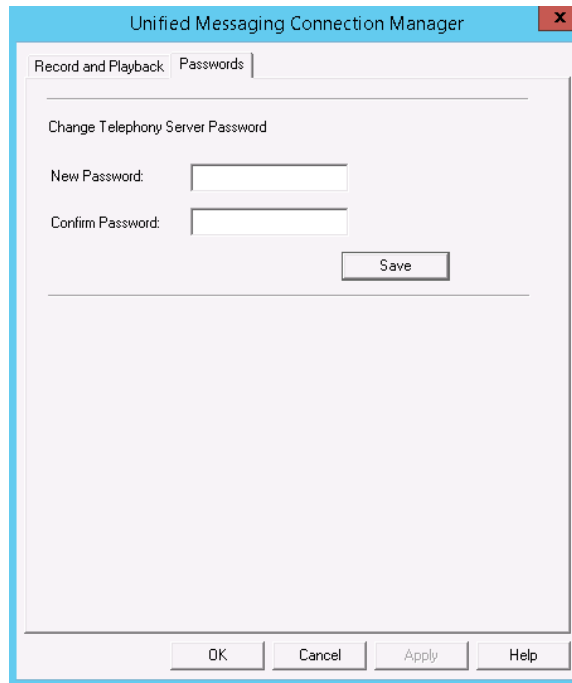 Unified Messaging Connection Manager
x
Record and Playback Passwords
Change Telephony Server Password
New Password:
Confirm Password:
Save
OK Cancel Apply Help